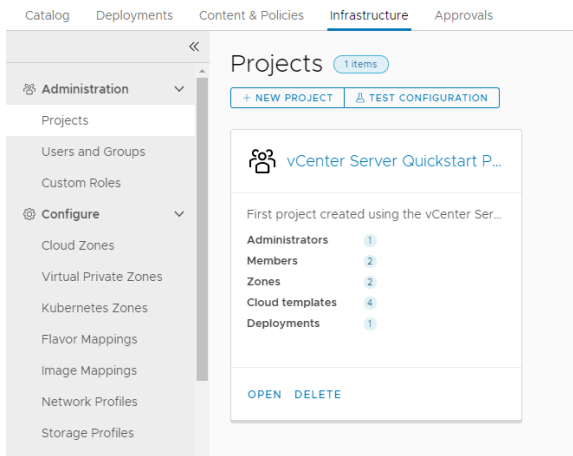 Catalog Deployments Content & Policies Infrastructure Approvals
Administration
Projects
Users and Groups
Custom Roles
Configure
Cloud Zones
Virtual Private Zones
Kubernetes Zones
Flavor Mappings
Image Mappings
Network Profiles
Storage Profiles
Projects 1 items
+ NEW PROJECT TEST CONFIGURATION
vCenter Server Quickstart P...
First project created using the vCenter Ser...
Administrators 1
Members 2
Zones 2
Cloud templates 4
Deployments 1
OPEN DELETE